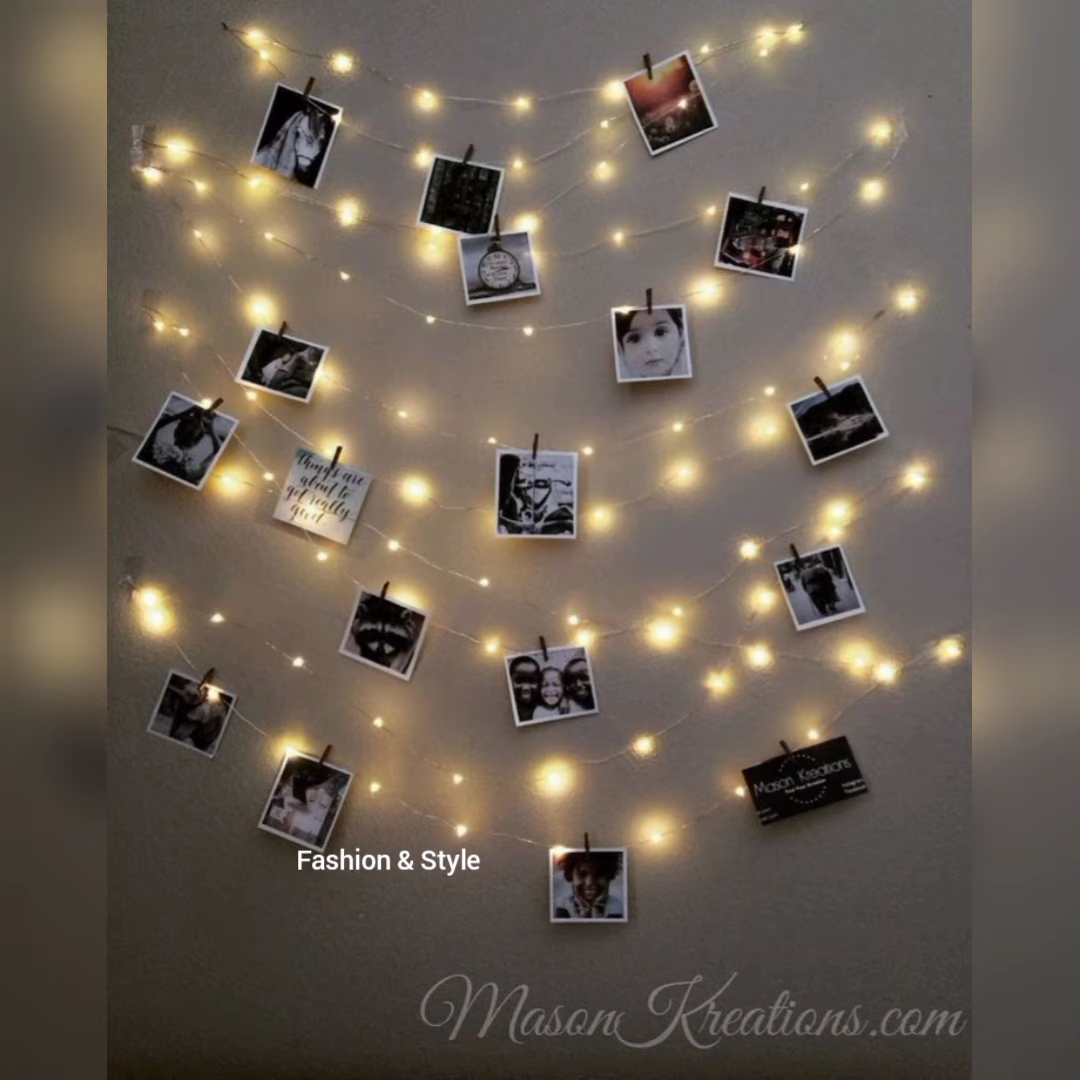 things are
about to
get really
good
Mason Kreations
Fashion & Style
MasonKreations.com